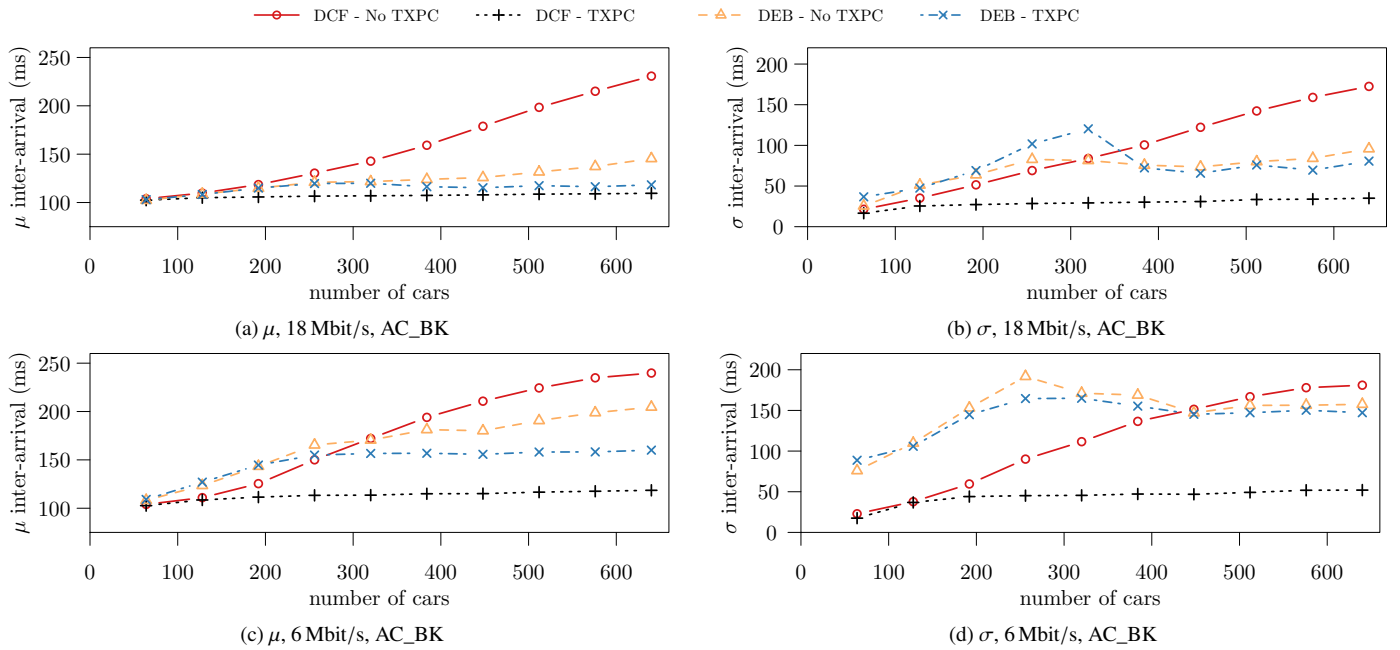 DCF - No TXPC DCF - TXPC DEB - No TXPC DEB - TXPC
μ inter-arrival (ms)
250
200
150
100
0 100 200 300 400 500 600
number of cars
(a) μ, 18 Mbit/s, AC_BK
σ inter-arrival (ms)
200
150
100
50
0
0 100 200 300 400 500 600
number of cars
(b) σ, 18 Mbit/s, AC_BK
μ inter-arrival (ms)
250
200
150
100
0 100 200 300 400 500 600
number of cars
(c) μ, 6 Mbit/s, AC_BK
σ inter-arrival (ms)
200
150
100
50
0
0 100 200 300 400 500 600
number of cars
(d) σ, 6 Mbit/s, AC_BK